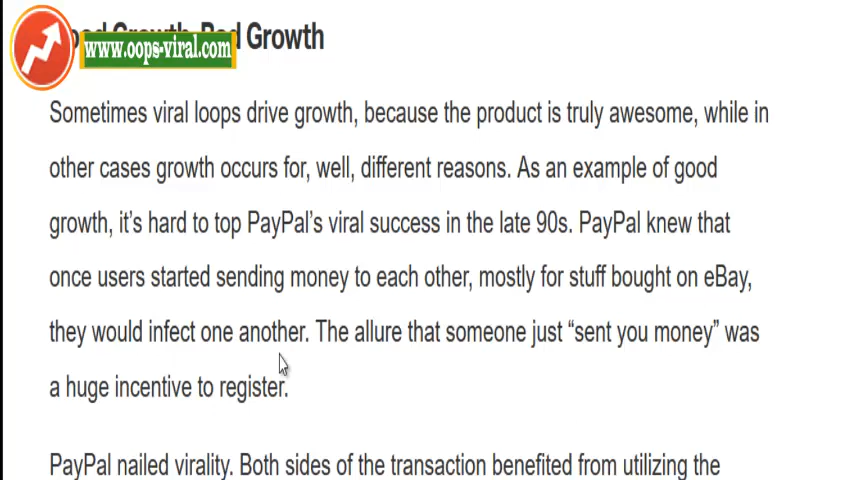 Good Growth, Bad Growth
www.oops-viral.com
Sometimes viral loops drive growth, because the product is truly awesome, while in
other cases growth occurs for, well, different reasons. As an example of good
growth, it’s hard to top PayPal’s viral success in the late 90s. PayPal knew that
once users started sending money to each other, mostly for stuff bought on eBay,
they would infect one another. The allure that someone just “sent you money” was
a huge incentive to register.
PayPal nailed virality. Both sides of the transaction benefited from utilizing the